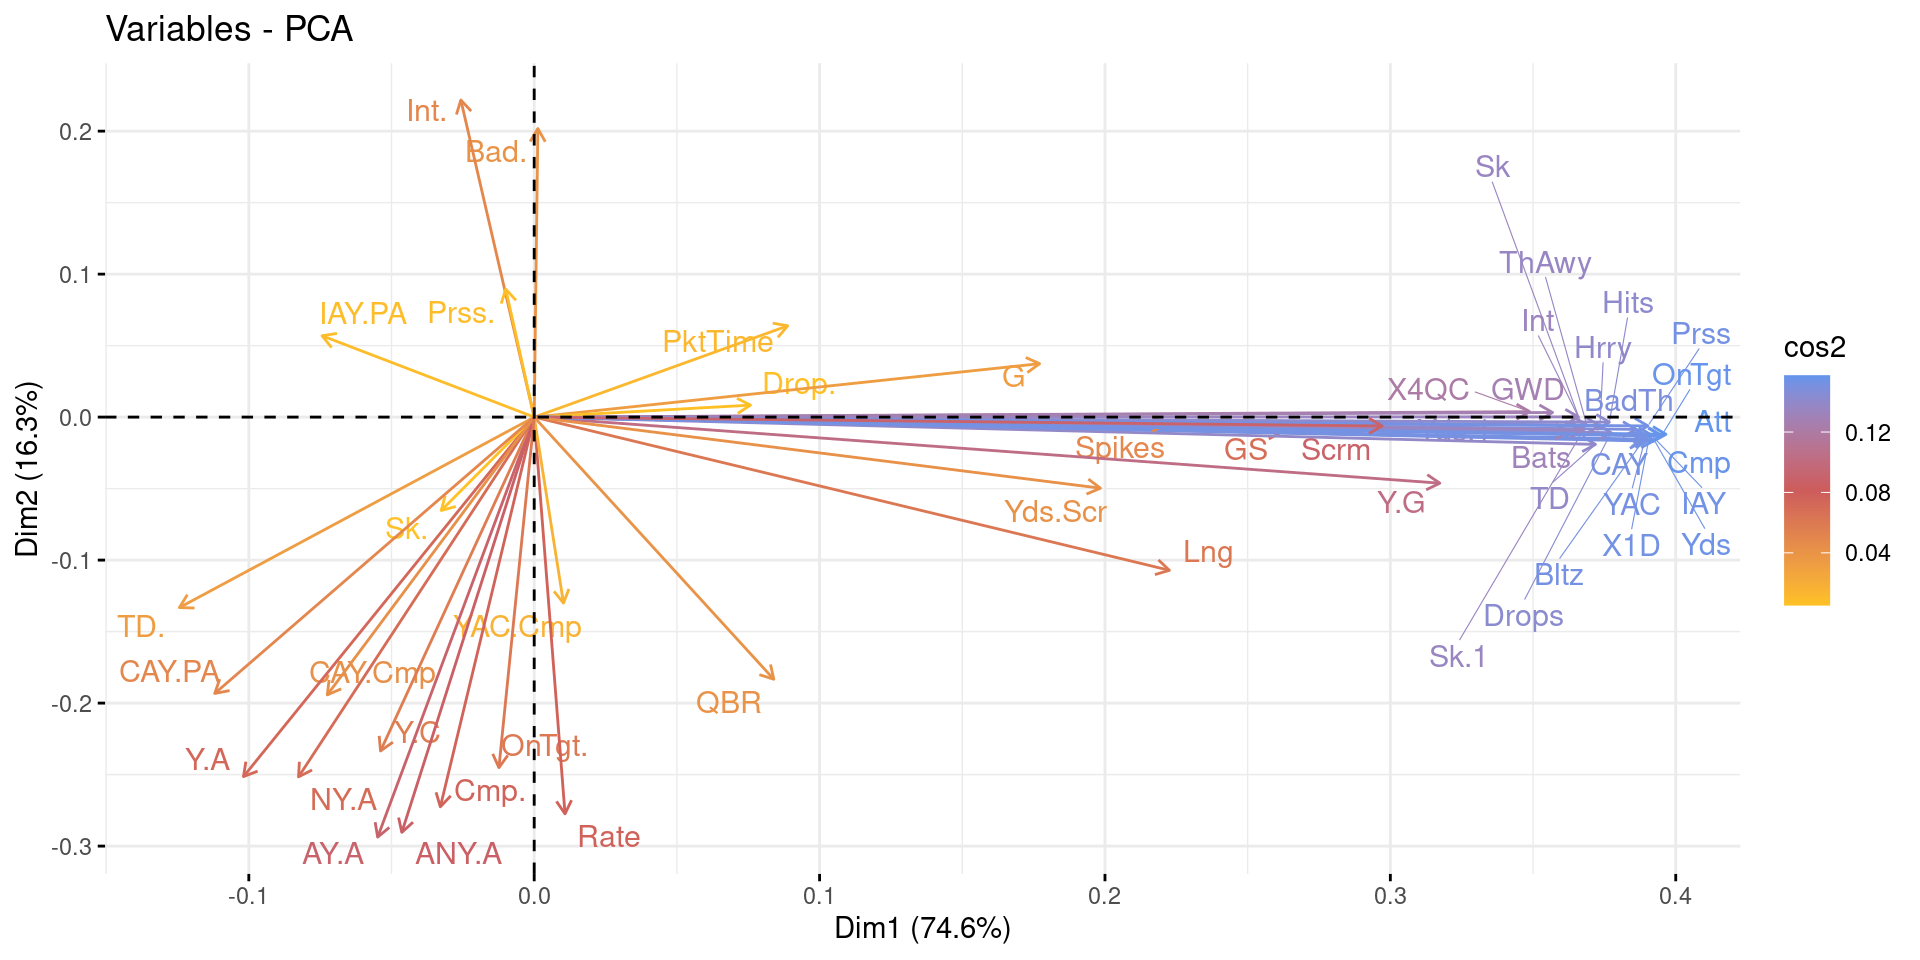 Variables - PCA
Int.
Bad.
Sk
ThAwy
Hits
IAY.PA
Prss.
Int
Prss
PktTime
Hrry
OnTgt
G
Drop.
X4QC
GWD
BadTh
Att
Spikes
GS
Scrm
Bats
CAY
Cmp
Y.G
TD
YAC
IAY
Yds.Scr
Sk.
Lng
X1D
Yds
Bltz
Drops
TD.
YAC.Cmp
Sk.1
CAY.PA
CAY.Cmp
QBR
Y.C
OnTgt.
Y.A
NY.A
Cmp.
Rate
AY.A
ANY.A
0.2
0.1
0.0
-0.1
-0.2
-0.3
Dim2 (16.3%)
-0.1
0.0
0.1
0.2
0.3
0.4
Dim1 (74.6%)
cos2
0.12
0.08
0.04